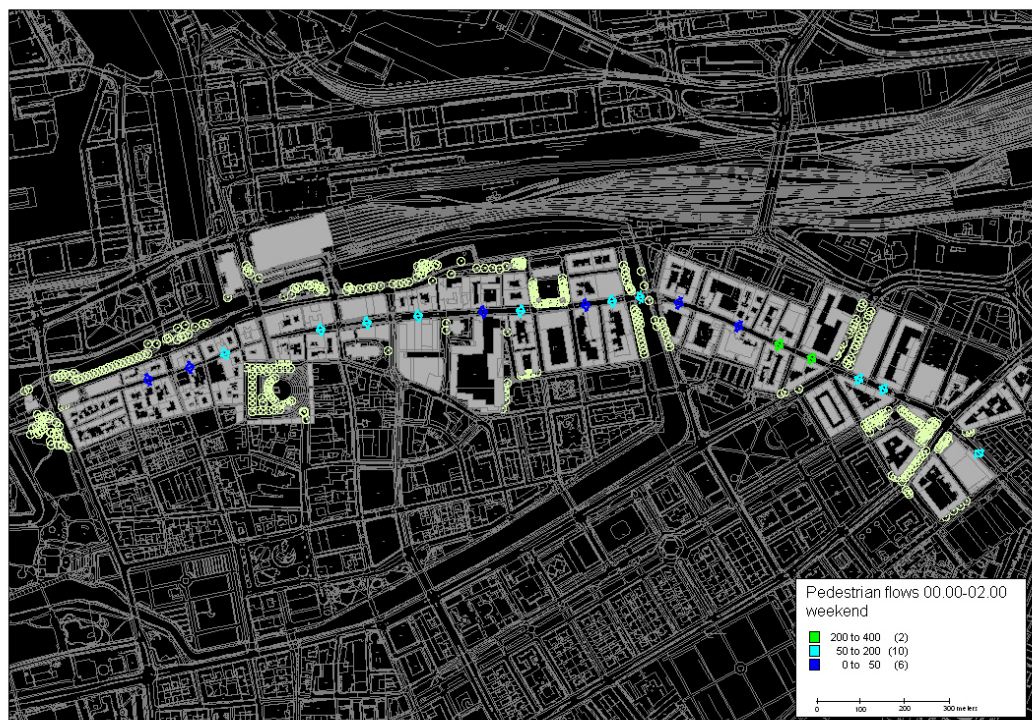 Pedestrian flows 00.00-02.00
weekend
200 to 400 (2)
50 to 200 (10)
0 to 50 (6)
0 100 200 300 meters